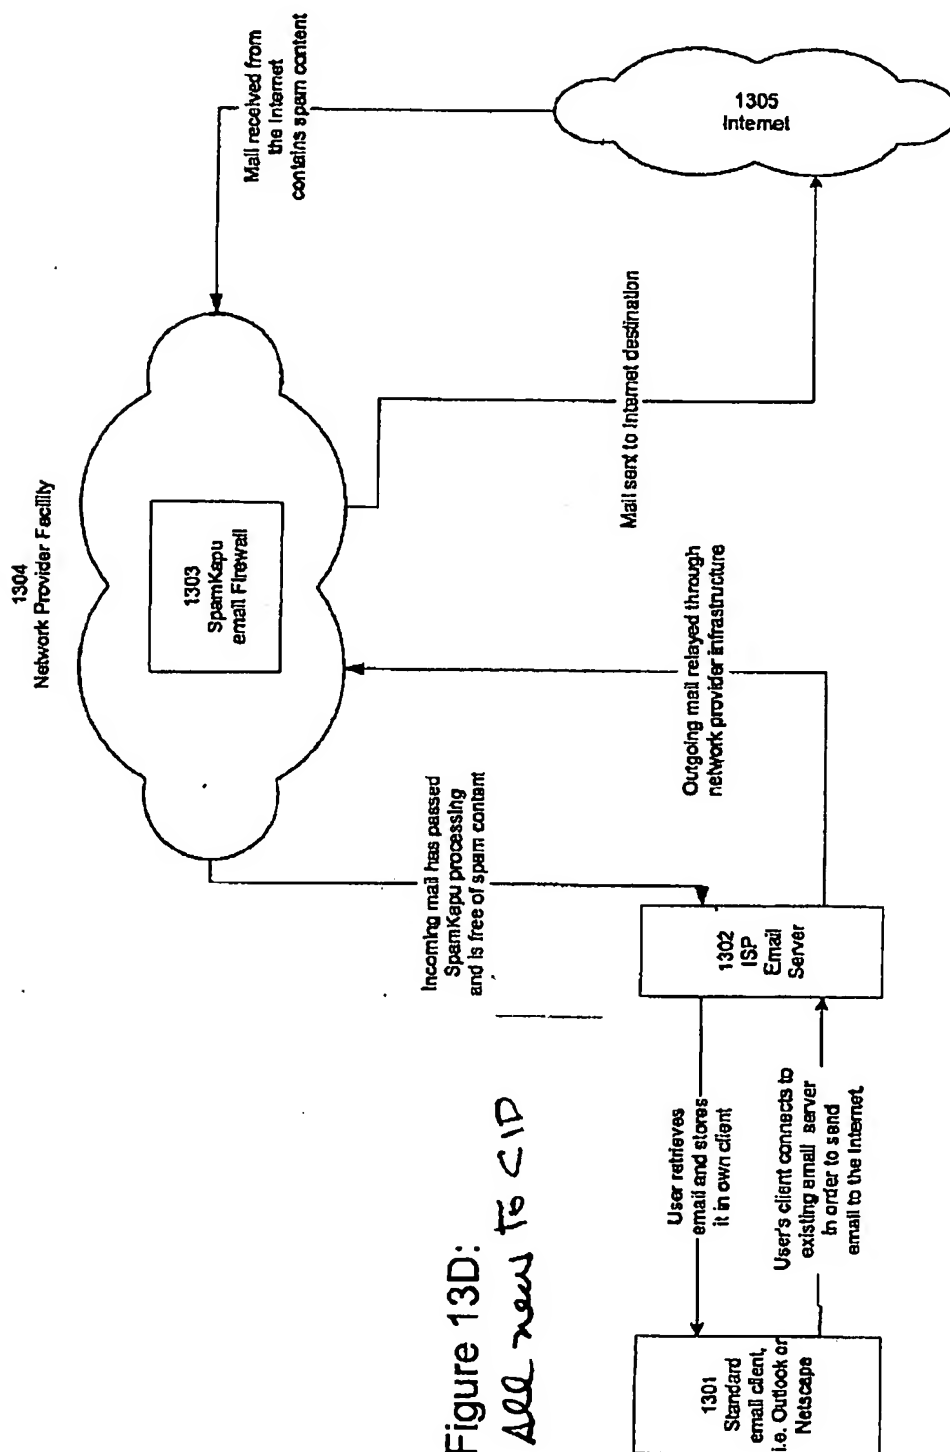 Figure 13D:
All new to CIP
1304
Network Provider Facility
1303
SpamKapu
email Firewall
Mail received from
the Internet
contains spam content
1305
Internet
Mail sent to Internet destination
Outgoing mail relayed through
network provider infrastructure
Incoming mail has passed
SpamKapu processing
and is free of spam content
1302
ISP
Email
Server
User retrieves
email and stores
it in own client
User's client connects to
existing email server
in order to send
email to the Internet.
1301
Standard
email client,
i.e. Outlook or
Netscape